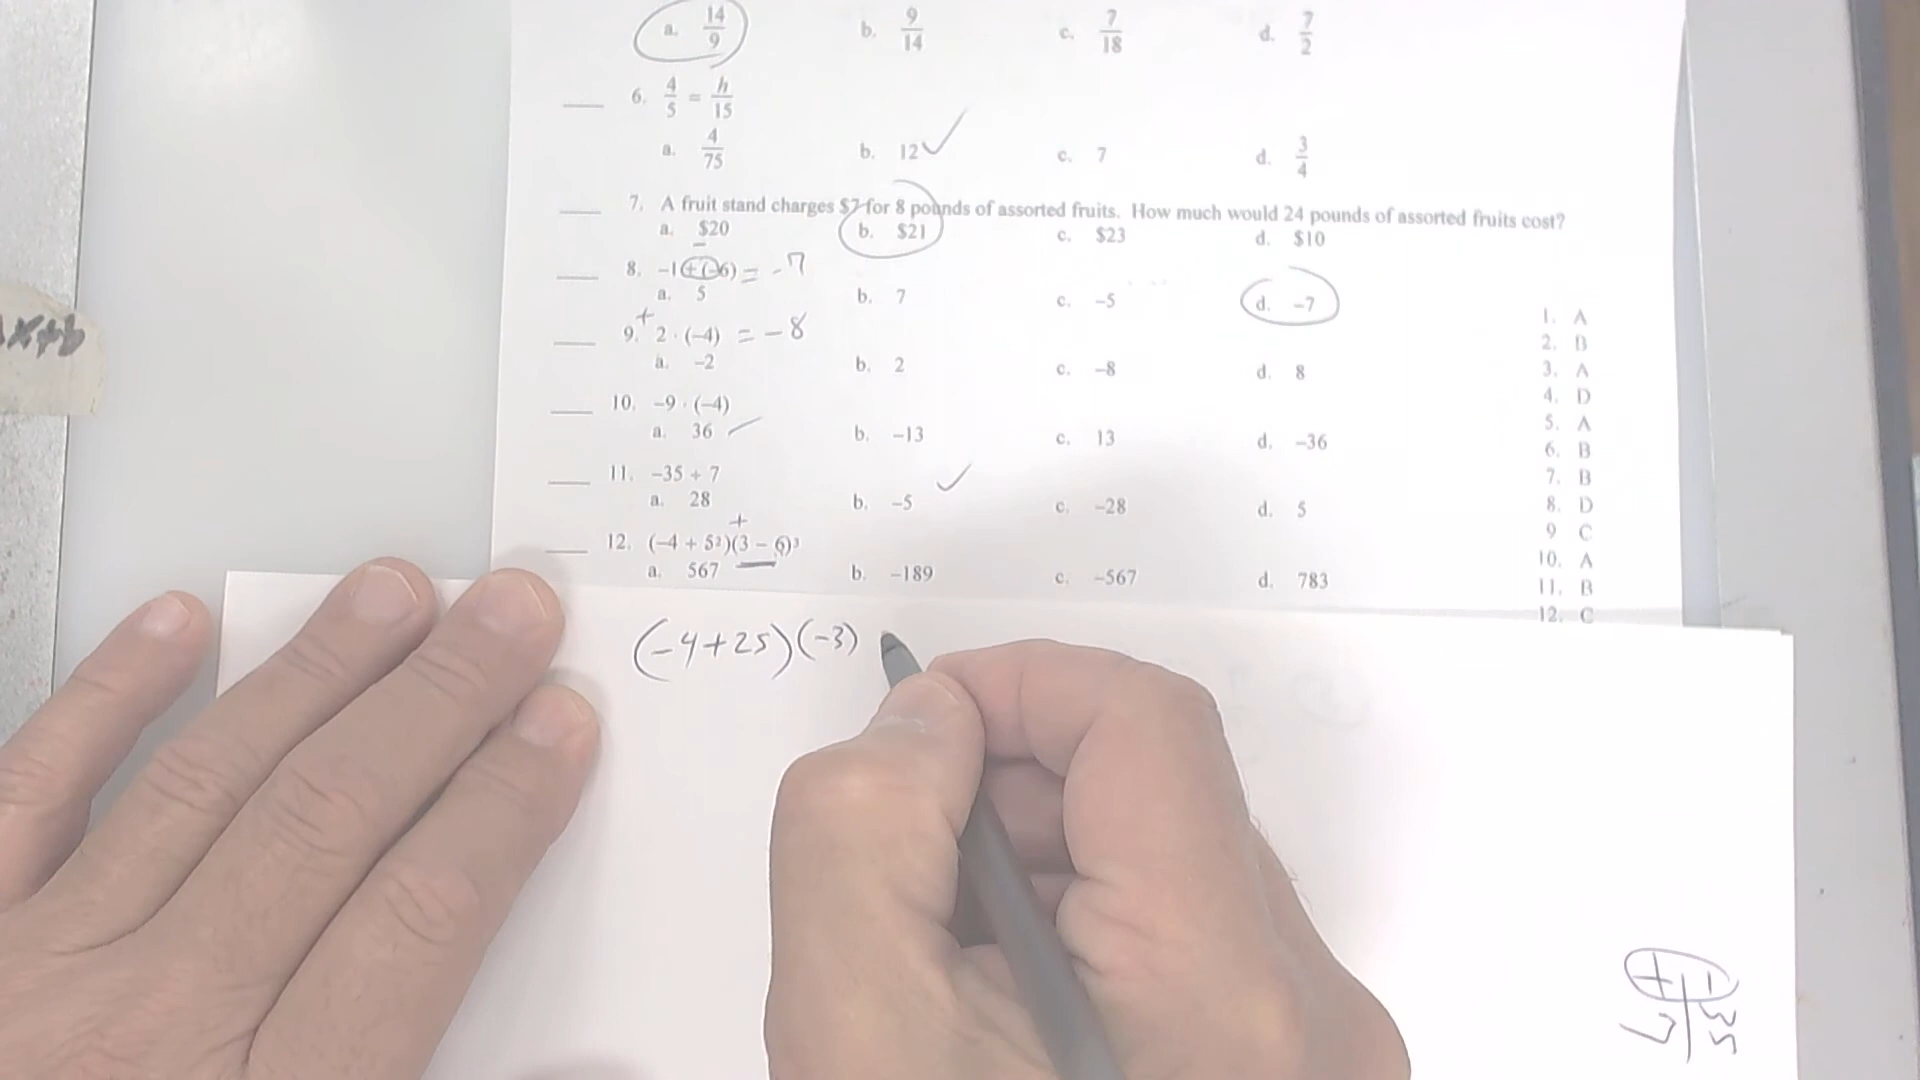 a. 14/9 b. 9/14 c. 7/18 d. 7/2
6. 4/5 = h/15
a. 4/75 b. 12 ✓ c. 7 d. 3/4
7. A fruit stand charges $7 for 8 pounds of assorted fruits. How much would 24 pounds of assorted fruits cost?
a. $20 b. $21 c. $23 d. $10
8. -1 + (-6) = -7
a. 5 b. 7 c. -5 d. -7
+
9. 2 · (-4) = -8
a. -2 b. 2 c. -8 d. 8
10. -9 · (-4)
a. 36 b. -13 c. 13 d. -36
11. -35 ÷ 7 ✓
a. 28 b. -5 c. -28 d. 5
+
12. (-4 + 5²)(3 - 6)³
a. 567 b. -189 c. -567 d. 783
1. A
2. B
3. A
4. D
5. A
6. B
7. B
8. D
9 C
10. A
11. B
12. C
(-4+25)(-3)